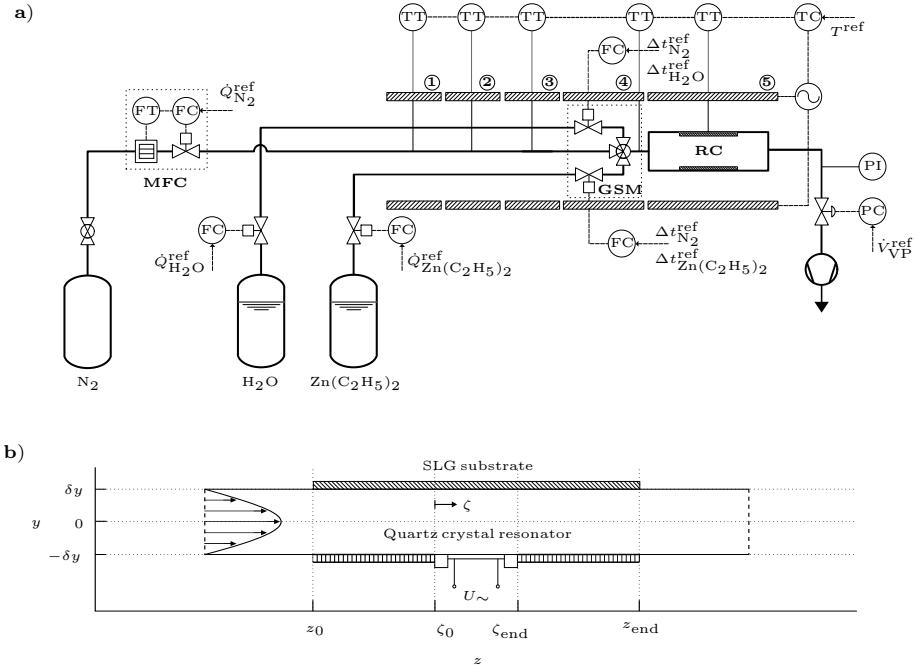 a)
TT TT TT TT TT TC
T^ref
FC Δt^ref_N₂
Δt^ref_H₂O
① ② ③ ④ ⑤
Q̇^ref_N₂
FT FC
MFC
RC
GSM
PI
FC FC PC
Q̇^ref_H₂O
Q̇^ref_Zn(C₂H₅)₂
FC Δt^ref_N₂
Δt^ref_Zn(C₂H₅)₂
V̇^ref_VP
N₂
H₂O
Zn(C₂H₅)₂
b)
SLG substrate
δy
ζ
y 0
Quartz crystal resonator
−δy
U∼
z₀ ζ₀ ζ_end z_end
z